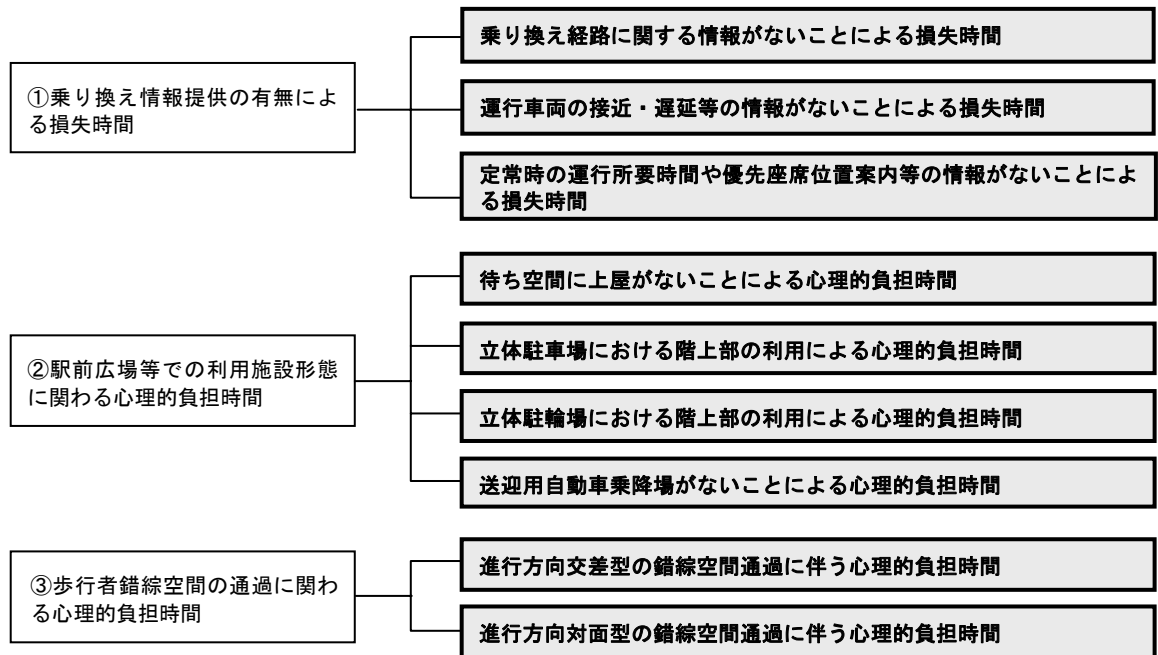 ①乗り換え情報提供の有無によ
る損失時間
乗り換え経路に関する情報がないことによる損失時間
運行車両の接近・遅延等の情報がないことによる損失時間
定常時の運行所要時間や優先座席位置案内等の情報がないことによ
る損失時間
②駅前広場等での利用施設形態
に関わる心理的負担時間
待ち空間に上屋がないことによる心理的負担時間
立体駐車場における階上部の利用による心理的負担時間
立体駐輪場における階上部の利用による心理的負担時間
送迎用自動車乗降場がないことによる心理的負担時間
③歩行者錯綜空間の通過に関わ
る心理的負担時間
進行方向交差型の錯綜空間通過に伴う心理的負担時間
進行方向対面型の錯綜空間通過に伴う心理的負担時間